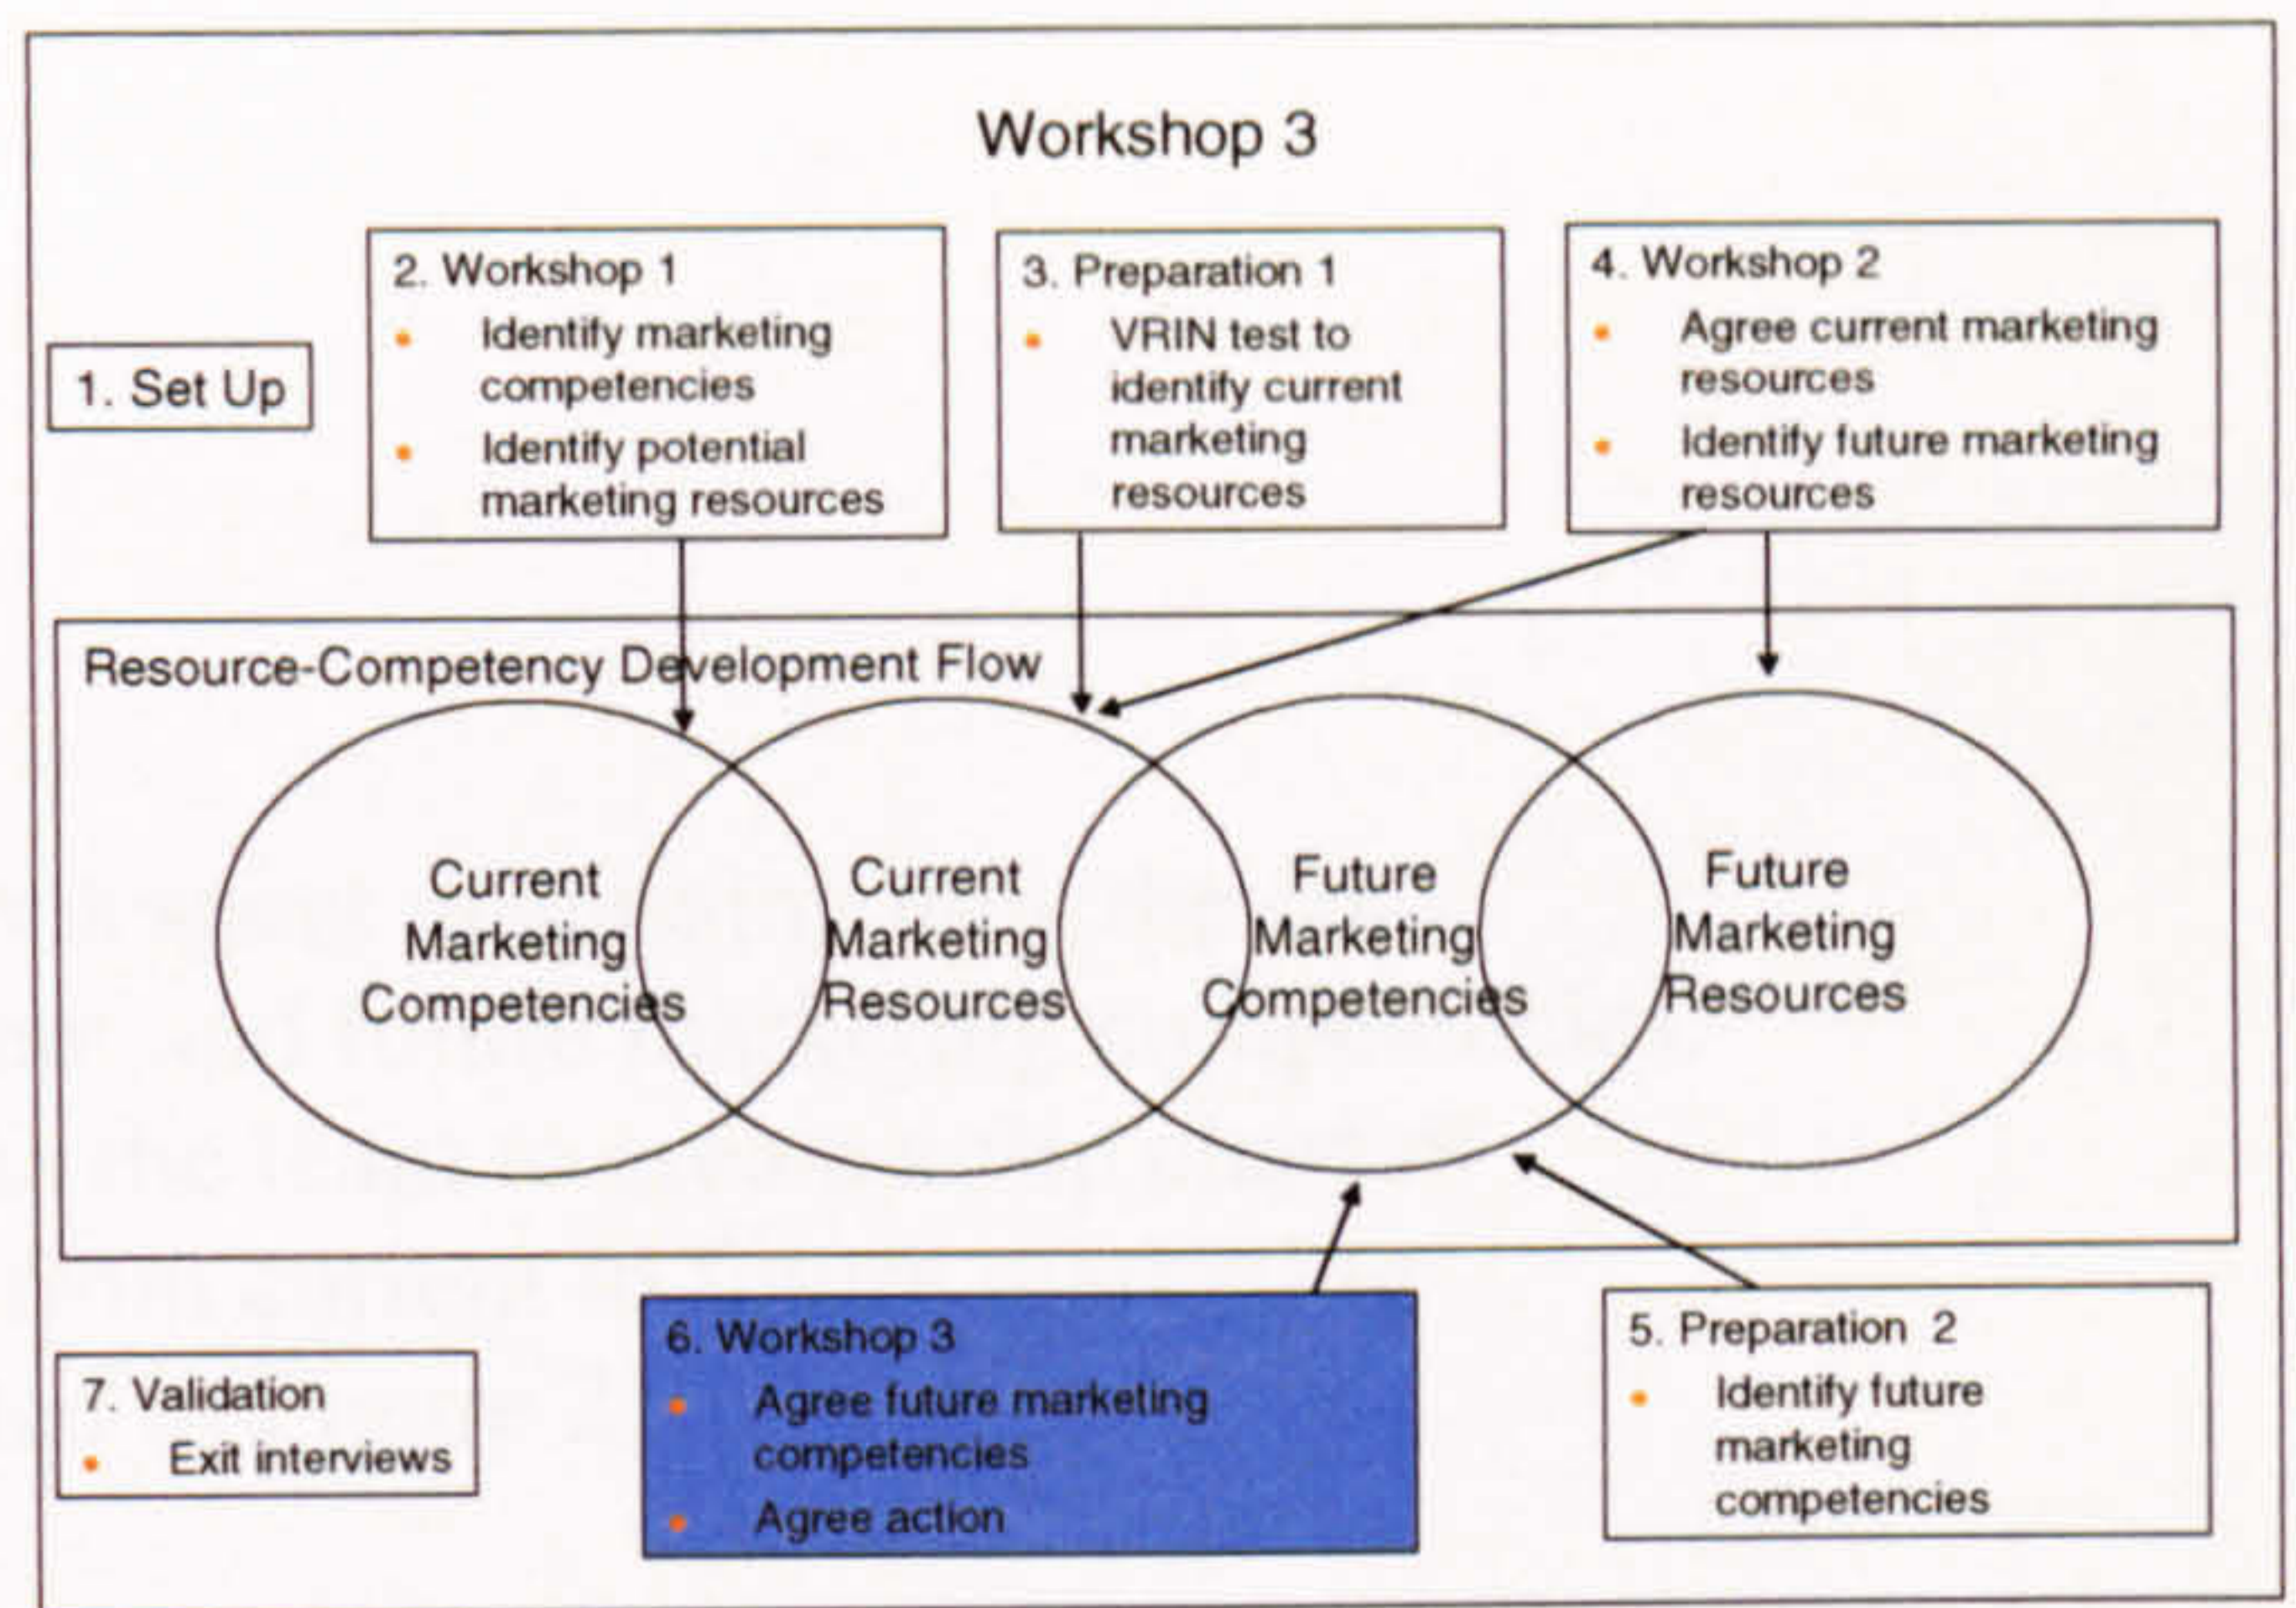 Workshop 3
1. Set Up
2. Workshop 1
• Identify marketing
competencies
• Identify potential
marketing resources
3. Preparation 1
• VRIN test to
identify current
marketing
resources
4. Workshop 2
• Agree current marketing
resources
• Identify future marketing
resources
Resource-Competency Development Flow
Current
Marketing
Competencies
Current
Marketing
Resources
Future
Marketing
Competencies
Future
Marketing
Resources
7. Validation
• Exit interviews
6. Workshop 3
• Agree future marketing
competencies
• Agree action
5. Preparation 2
• Identify future
marketing
competencies